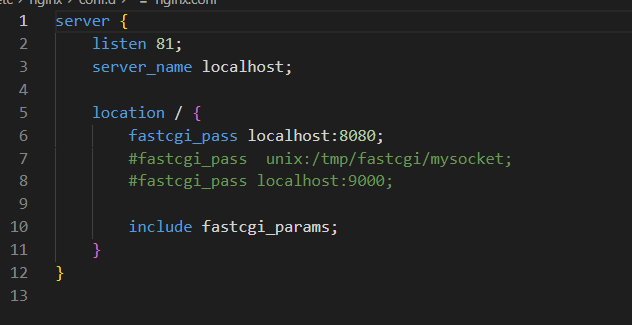 etc > nginx > conf.d > nginx.conf
1 server {
2 listen 81;
3 server_name localhost;
4
5 location / {
6 fastcgi_pass localhost:8080;
7 #fastcgi_pass  unix:/tmp/fastcgi/mysocket;
8 #fastcgi_pass localhost:9000;
9
10 include fastcgi_params;
11 }
12 }
13